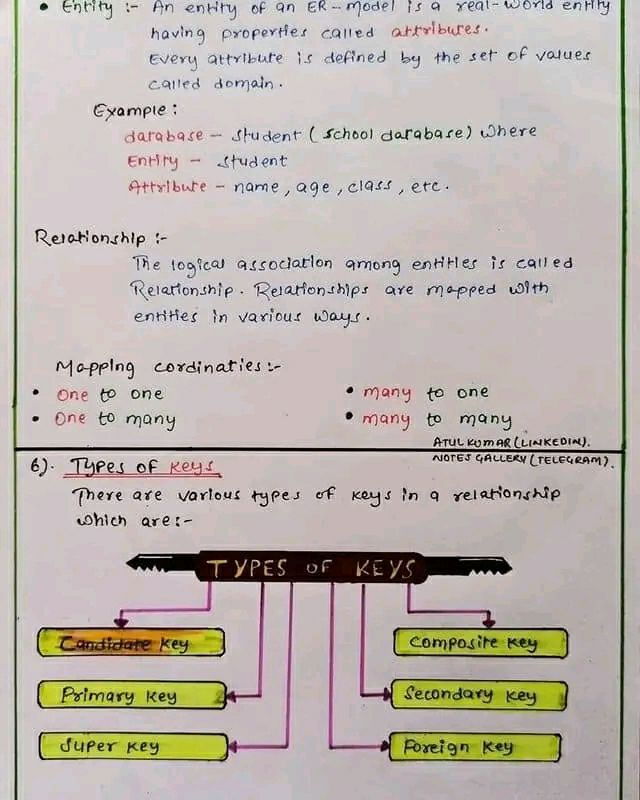 • Entity :- An entity of an ER-model is a real-world entity
having properties called attributes.
Every attribute is defined by the set of values
called domain.
Example :
database - student ( school database) where
Entity - student
Attribute - name, age, class, etc.
Relationship :-
The logical association among entities is called
Relationship. Relationships are mapped with
entities in various ways.
Mapping cordinaties:-
• One to one
• many to one
• One to many
• many to many
ATUL KUMAR (LINKEDIN).
NOTES GALLERY (TELEGRAM).
6). Types of keys
There are various types of keys in a relationship
which are :-
TYPES OF KEYS
Candidate key
Composite key
Primary key
Secondary key
Super key
Foreign key